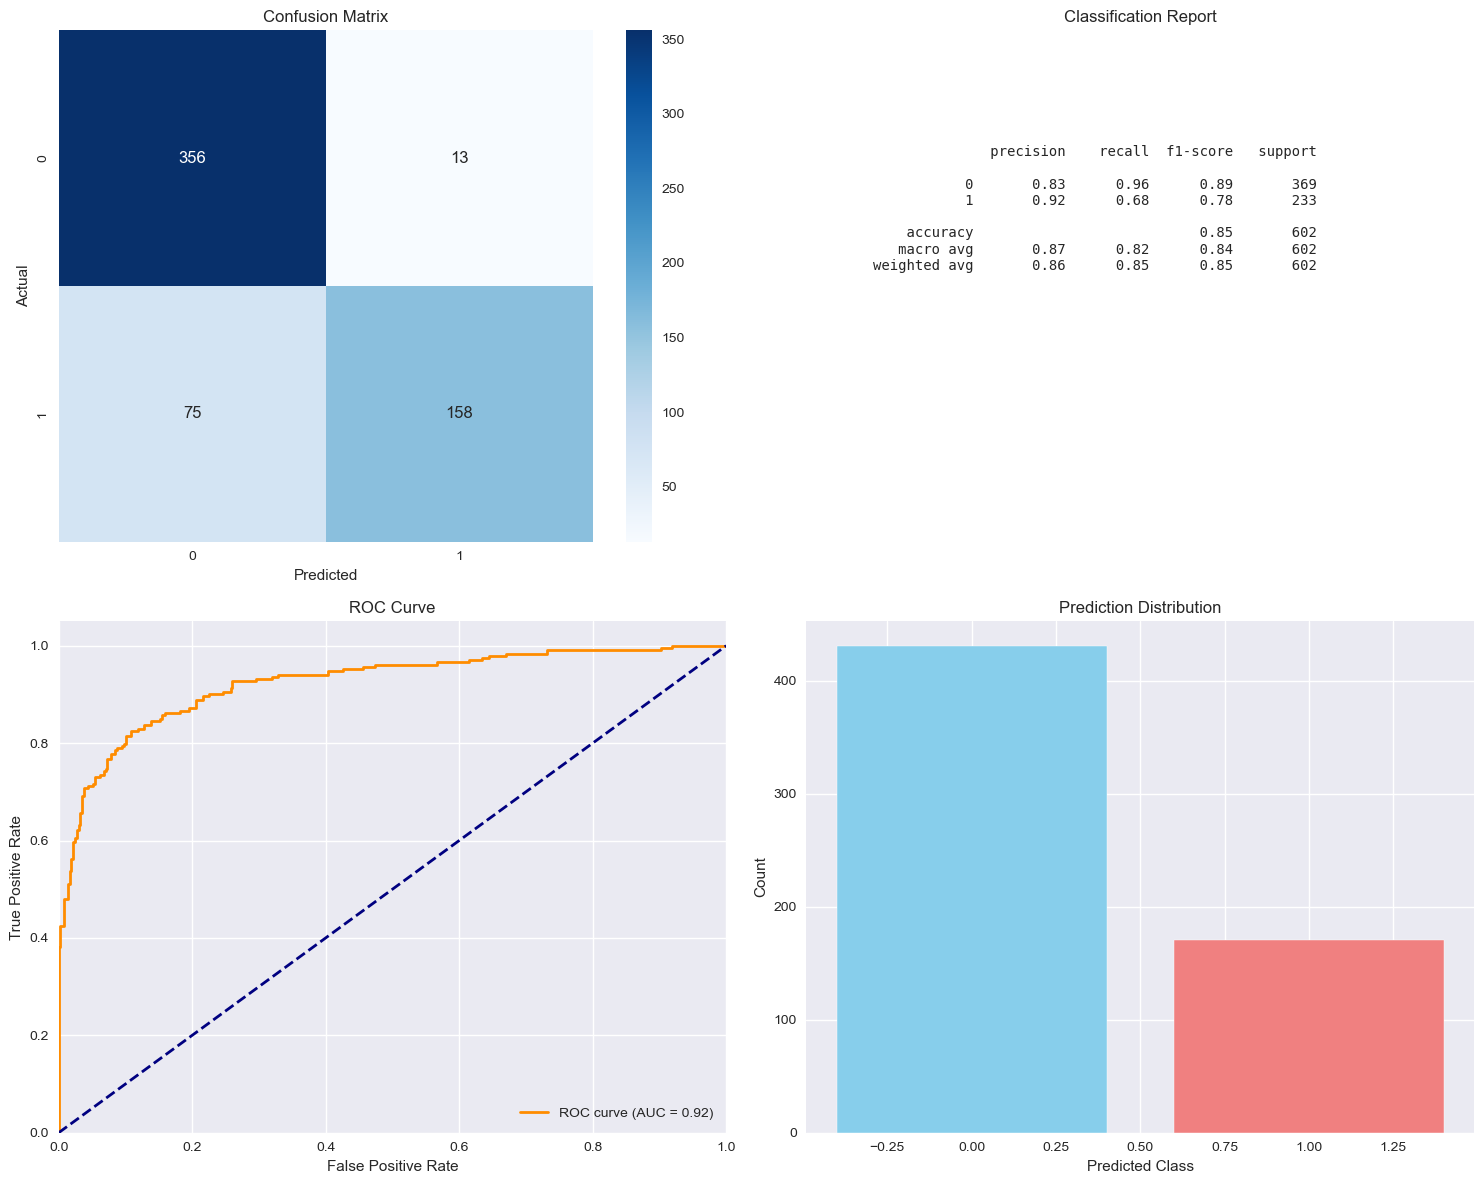 Confusion Matrix
350
300
250
200
150
100
50
356
13
75
158
0
1
Actual
0
1
Predicted
Classification Report
precision recall f1-score support
0 0.83 0.96 0.89 369
1 0.92 0.68 0.78 233
accuracy 0.85 602
macro avg 0.87 0.82 0.84 602
weighted avg 0.86 0.85 0.85 602
ROC Curve
1.0
0.8
0.6
0.4
0.2
0.0
True Positive Rate
ROC curve (AUC = 0.92)
0.0 0.2 0.4 0.6 0.8 1.0
False Positive Rate
Prediction Distribution
400
300
200
100
0
Count
−0.25 0.00 0.25 0.50 0.75 1.00 1.25
Predicted Class